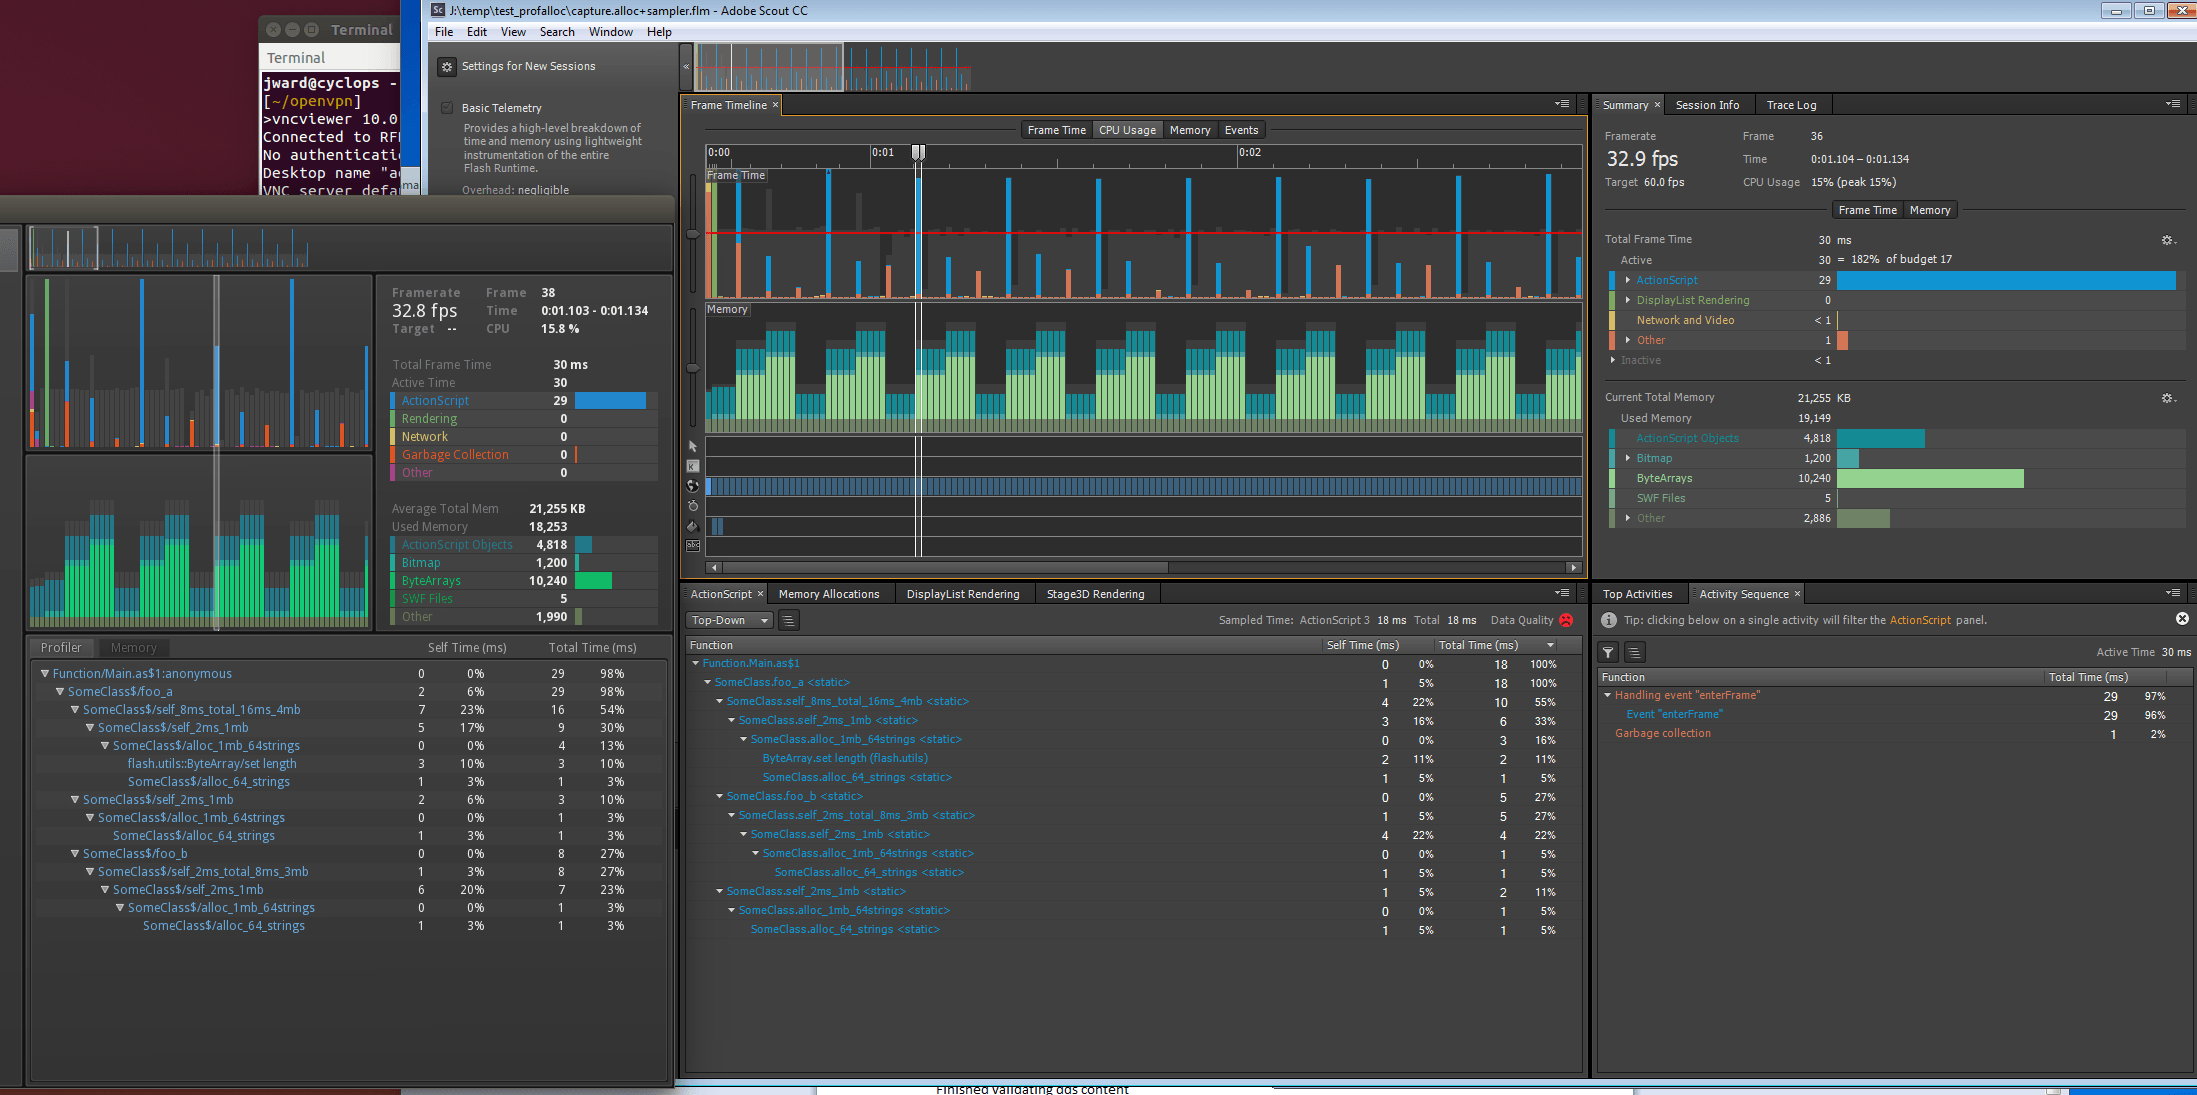 Terminal
Terminal
jward@cyclops -
[~/openvpn]
>vncviewer 10.0
Connected to RF
No authenticati
Desktop name "a
VNC server defa
Sc J:\temp\test_profalloc\capture.alloc+sampler.flm - Adobe Scout CC
File Edit View Search Window Help
Settings for New Sessions
Basic Telemetry
Provides a high-level breakdown of
time and memory using lightweight
instrumentation of the entire
Flash Runtime.
Overhead: negligible
ma
Framerate Frame 38
32.8 fps Time 0:01.103 - 0:01.134
Target -- CPU 15.8 %
Total Frame Time 30 ms
Active Time 30
ActionScript 29
Rendering 0
Network 0
Garbage Collection 0
Other 0
Average Total Mem 21,255 KB
Used Memory 18,253
ActionScript Objects 4,818
Bitmap 1,200
ByteArrays 10,240
SWF Files 5
Other 1,990
Profiler Memory Self Time (ms) Total Time (ms)
Function/Main.as$1:anonymous 0 0% 29 98%
SomeClass$/foo_a 2 6% 29 98%
SomeClass$/self_8ms_total_16ms_4mb 7 23% 16 54%
SomeClass$/self_2ms_1mb 5 17% 9 30%
SomeClass$/alloc_1mb_64strings 0 0% 4 13%
flash.utils::ByteArray/set length 3 10% 3 10%
SomeClass$/alloc_64_strings 1 3% 1 3%
SomeClass$/self_2ms_1mb 2 6% 3 10%
SomeClass$/alloc_1mb_64strings 0 0% 1 3%
SomeClass$/alloc_64_strings 1 3% 1 3%
SomeClass$/foo_b 0 0% 8 27%
SomeClass$/self_2ms_total_8ms_3mb 1 3% 8 27%
SomeClass$/self_2ms_1mb 6 20% 7 23%
SomeClass$/alloc_1mb_64strings 0 0% 1 3%
SomeClass$/alloc_64_strings 1 3% 1 3%
Frame Timeline ×
Frame Time CPU Usage Memory Events
0:00 0:01 0:02
Frame Time
Memory
K
abc
ActionScript × Memory Allocations DisplayList Rendering Stage3D Rendering
Top-Down Sampled Time: ActionScript 3 18 ms Total 18 ms Data Quality
Function Self Time (ms) Total Time (ms)
Function.Main.as$1 0 0% 18 100%
SomeClass.foo_a <static> 1 5% 18 100%
SomeClass.self_8ms_total_16ms_4mb <static> 4 22% 10 55%
SomeClass.self_2ms_1mb <static> 3 16% 6 33%
SomeClass.alloc_1mb_64strings <static> 0 0% 3 16%
ByteArray.set length (flash.utils) 2 11% 2 11%
SomeClass.alloc_64_strings <static> 1 5% 1 5%
SomeClass.foo_b <static> 0 0% 5 27%
SomeClass.self_2ms_total_8ms_3mb <static> 1 5% 5 27%
SomeClass.self_2ms_1mb <static> 4 22% 4 22%
SomeClass.alloc_1mb_64strings <static> 0 0% 1 5%
SomeClass.alloc_64_strings <static> 1 5% 1 5%
SomeClass.self_2ms_1mb <static> 1 5% 2 11%
SomeClass.alloc_1mb_64strings <static> 0 0% 1 5%
SomeClass.alloc_64_strings <static> 1 5% 1 5%
Summary × Session Info Trace Log
Framerate Frame 36
32.9 fps Time 0:01.104 – 0:01.134
Target 60.0 fps CPU Usage 15% (peak 15%)
Frame Time Memory
Total Frame Time 30 ms
Active 30 = 182% of budget 17
ActionScript 29
DisplayList Rendering 0
Network and Video < 1
Other 1
Inactive < 1
Current Total Memory 21,255 KB
Used Memory 19,149
ActionScript Objects 4,818
Bitmap 1,200
ByteArrays 10,240
SWF Files 5
Other 2,886
Top Activities Activity Sequence ×
Tip: clicking below on a single activity will filter the ActionScript panel.
Active Time 30 ms
Function Total Time (ms)
Handling event "enterFrame" 29 97%
Event "enterFrame" 29 96%
Garbage collection 1 2%
Finished validating dds content